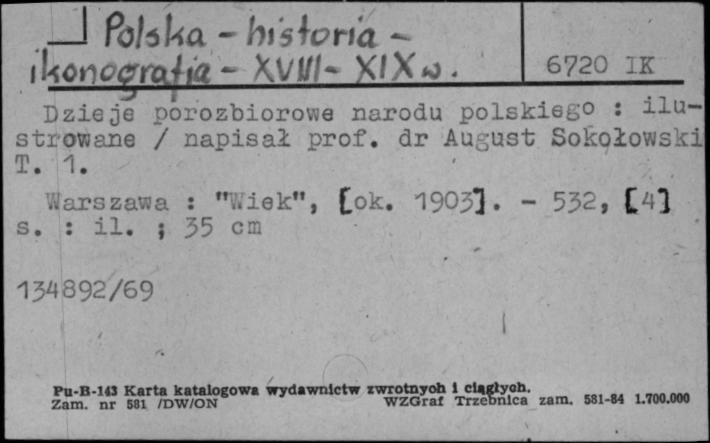 Polska - historia -
ikonografia - XVIII - XIX w.
6720 IK
Dzieje porozbiorowe narodu polskiego : ilu-
strowane / napisał prof. dr August Sokołowski
T. 1.
Warszawa : "Wiek", [ok. 1903]. - 532, [4]
s. : il. ; 35 cm
134892/69
Pu-B-143 Karta katalogowa wydawnictw zwrotnych i ciągłych.
Zam. nr 581 /DW/ON WZGraf Trzebnica zam. 581-84 1.700.000